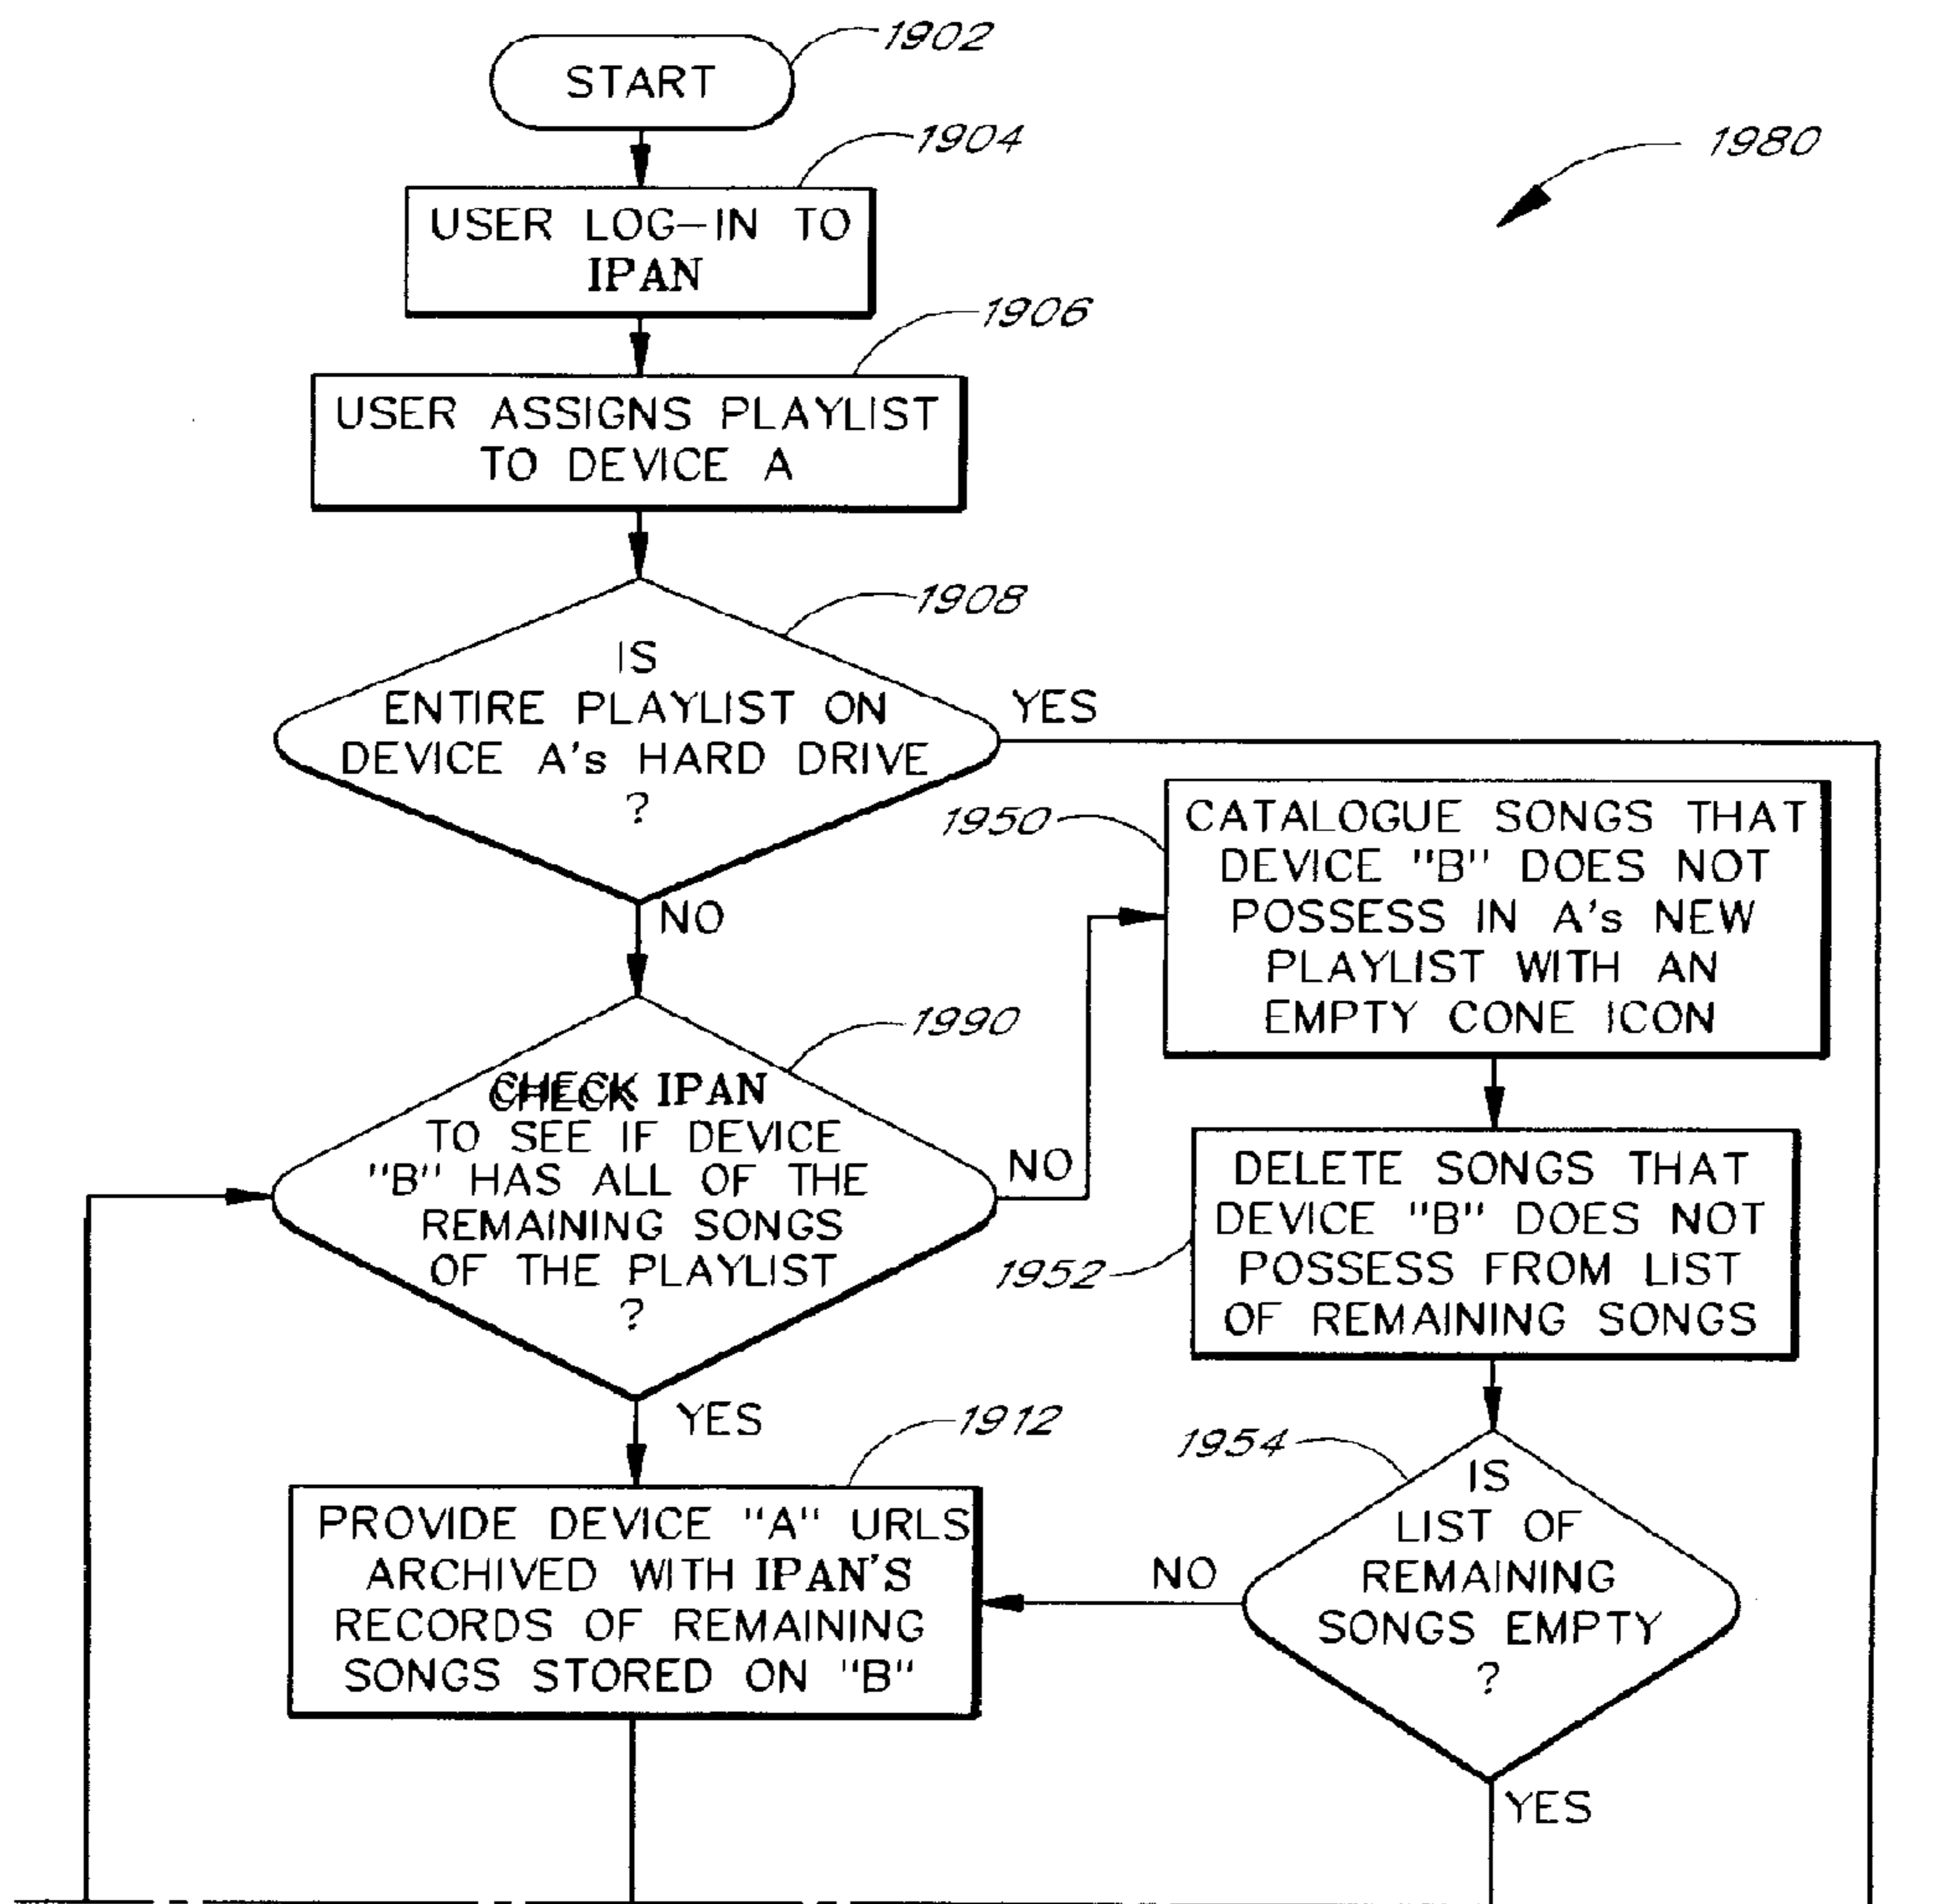 1902
START
1904
1980
USER LOG-IN TO
IPAN
1906
USER ASSIGNS PLAYLIST
TO DEVICE A
1908
IS
ENTIRE PLAYLIST ON
DEVICE A's HARD DRIVE
?
YES
NO
1950
CATALOGUE SONGS THAT
DEVICE "B" DOES NOT
POSSESS IN A's NEW
PLAYLIST WITH AN
EMPTY CONE ICON
1990
CHECK IPAN
TO SEE IF DEVICE
"B" HAS ALL OF THE
REMAINING SONGS
OF THE PLAYLIST
?
NO
YES
1952
DELETE SONGS THAT
DEVICE "B" DOES NOT
POSSESS FROM LIST
OF REMAINING SONGS
1912
PROVIDE DEVICE "A" URLS
ARCHIVED WITH IPAN'S
RECORDS OF REMAINING
SONGS STORED ON "B"
1954
IS
LIST OF
REMAINING
SONGS EMPTY
?
NO
YES